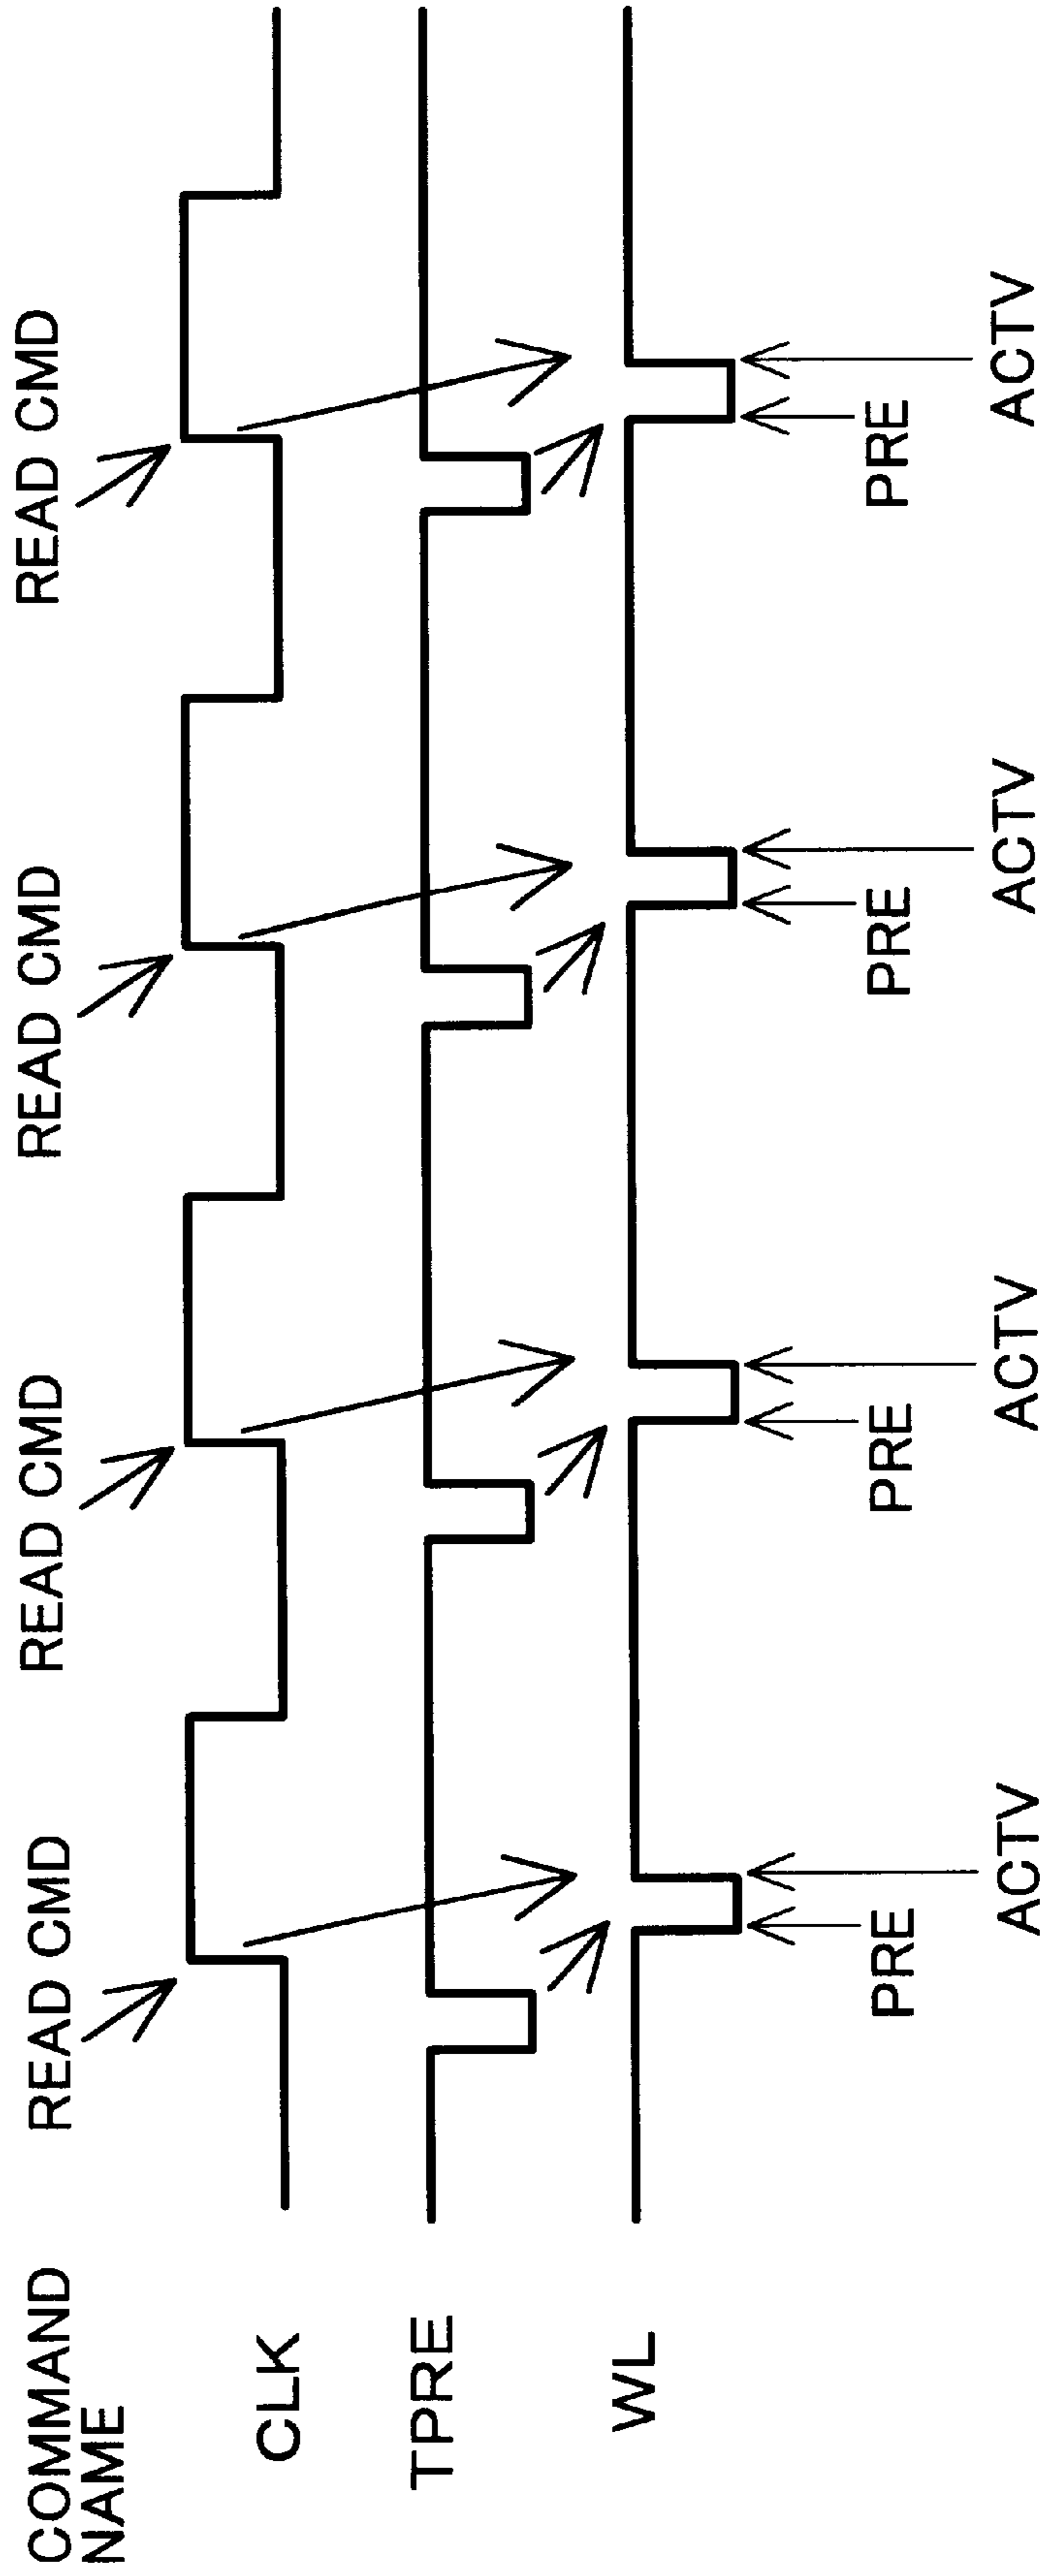 COMMAND
NAME
READ CMD
READ CMD
READ CMD
READ CMD
CLK
TPRE
WL
PRE
PRE
PRE
PRE
ACTV
ACTV
ACTV
ACTV